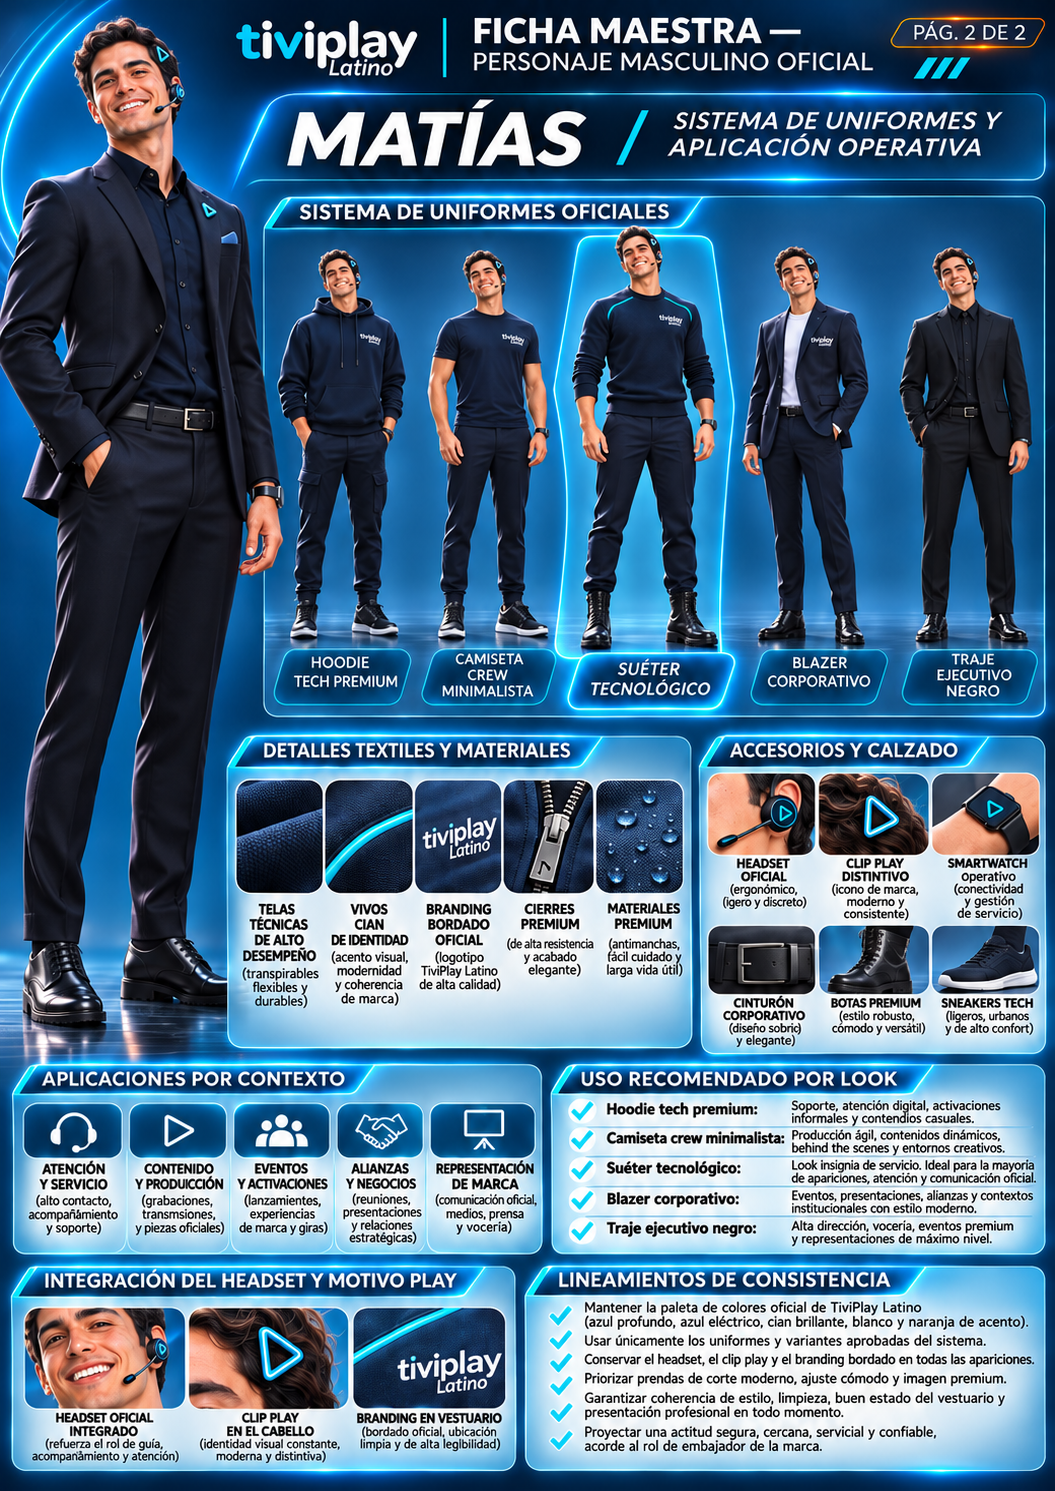 tiviplay
Latino
FICHA MAESTRA —
PERSONAJE MASCULINO OFICIAL
PÁG. 2 DE 2
MATÍAS
SISTEMA DE UNIFORMES Y
APLICACIÓN OPERATIVA
SISTEMA DE UNIFORMES OFICIALES
tiviplay
tiviplay
tiviplay
tiviplay
HOODIE
TECH PREMIUM
CAMISETA
CREW
MINIMALISTA
SUÉTER
TECNOLÓGICO
BLAZER
CORPORATIVO
TRAJE
EJECUTIVO
NEGRO
DETALLES TEXTILES Y MATERIALES
tiviplay
Latino
TELAS
TÉCNICAS
DE ALTO
DESEMPEÑO
(transpirables
flexibles y
durables)
VIVOS
CIAN
DE IDENTIDAD
(acento visual,
modernidad
y coherencia
de marca)
BRANDING
BORDADO
OFICIAL
(logotipo
TiviPlay Latino
de alta calidad)
CIERRES
PREMIUM
(de alta resistencia
y acabado
elegante)
MATERIALES
PREMIUM
(antimanchas,
fácil cuidado y
larga vida útil)
ACCESORIOS Y CALZADO
HEADSET
OFICIAL
(ergonómico,
igero y discreto)
CLIP PLAY
DISTINTIVO
(icono de marca,
moderno y
consistente)
SMARTWATCH
operativo
(conectividad
y gestión
de servicio)
CINTURÓN
CORPORATIVO
(diseño sobrie
y elegante)
BOTAS PREMIUM
(estilo robusto,
cómodo y versátil)
SNEAKERS TECH
(ligeros, urbanos
y de alto confort)
APLICACIONES POR CONTEXTO
ATENCIÓN
Y SERVICIO
(alto contacto,
acompañamiento
y soporte)
CONTENIDO
Y PRODUCCIÓN
(grabaciones,
transmsiones,
y piezas oficiales)
EVENTOS
Y ACTIVACIONES
(lanzamientos,
experiencias
de marca y giras)
ALIANZAS
Y NEGOCIOS
(reuniones,
presentaciones
y relaciones
estratégicas)
REPRESENTACIÓN
DE MARCA
(comunicación oficial,
medios, prensa
y vocería)
USO RECOMENDADO POR LOOK
Hoodie tech premium: Soporte, atención digital, activaciones
informales y contendios casuales.
Camiseta crew minimalista: Producción ágil, contenidos dinámicos,
behind the scenes y entornos creativos.
Suéter tecnológico: Look insignia de servicio. Ideal para la mayoría
de apariciones, atención y comunicación oficial.
Blazer corporativo: Eventos, presentaciones, alianzas y contextos
institucionales con estilo moderno.
Traje ejecutivo negro: Alta dirección, vocería, eventos premium
y representaciones de máximo nivel.
INTEGRACIÓN DEL HEADSET Y MOTIVO PLAY
tiviplay
Latino
HEADSET OFICIAL
INTEGRADO
(refuerza el rol de guía,
acompañamiento y atención)
CLIP PLAY
EN EL CABELLO
(identidad visual constante,
moderna y distintiva)
BRANDING EN VESTUARIO
(bordado oficial, ubicación
limpia y de alta legibilidad)
LINEAMIENTOS DE CONSISTENCIA
Mantener la paleta de colores oficial de TiviPlay Latino
(azul profundo, azul eléctrico, cian brillante, blanco y naranja de acento).
Usar únicamente los uniformes y variantes aprobadas del sistema.
Conservar el headset, el clip play y el branding bordado en todas las apariciones.
Priorizar prendas de corte moderno, ajuste cómodo y imagen premium.
Garantizar coherencia de estilo, limpieza, buen estado del vestuario y
presentación profesional en todo momento.
Proyectar una actitud segura, cercana, servicial y confiable,
acorde al rol de embajador de la marca.